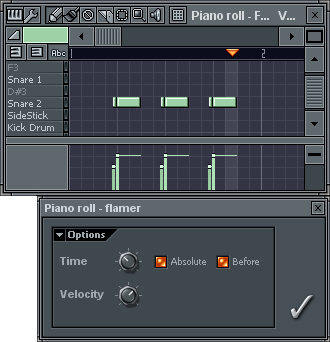 Piano roll - F... V...
Abc
2
F3
Snare 1
D#3
Snare 2
SideStick
Kick Drum
Piano roll - flamer
Options
Time
Absolute
Before
Velocity